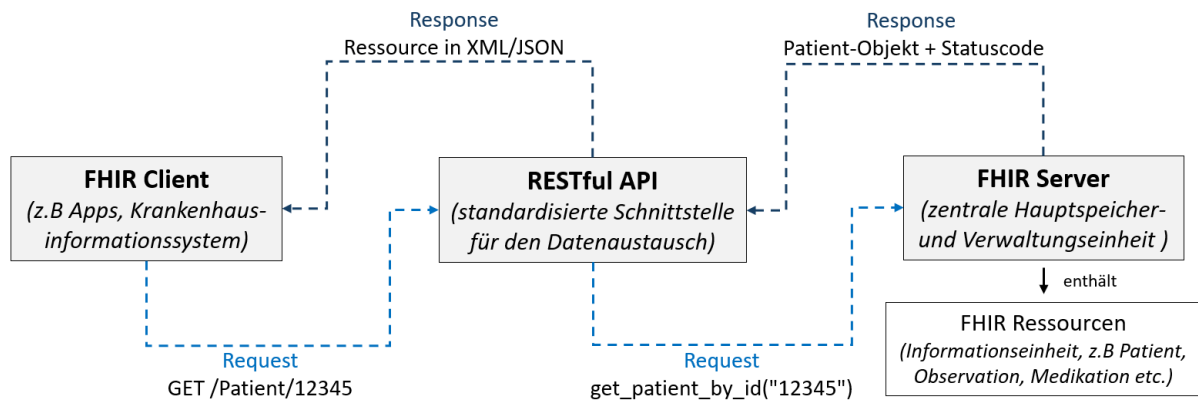 Response
Ressource in XML/JSON
Response
Patient-Objekt + Statuscode
FHIR Client
(z.B Apps, Krankenhaus-
informationssystem)
RESTful API
(standardisierte Schnittstelle
für den Datenaustausch)
FHIR Server
(zentrale Hauptspeicher-
und Verwaltungseinheit )
enthält
FHIR Ressourcen
(Informationseinheit, z.B Patient,
Observation, Medikation etc.)
Request
GET /Patient/12345
Request
get_patient_by_id("12345")